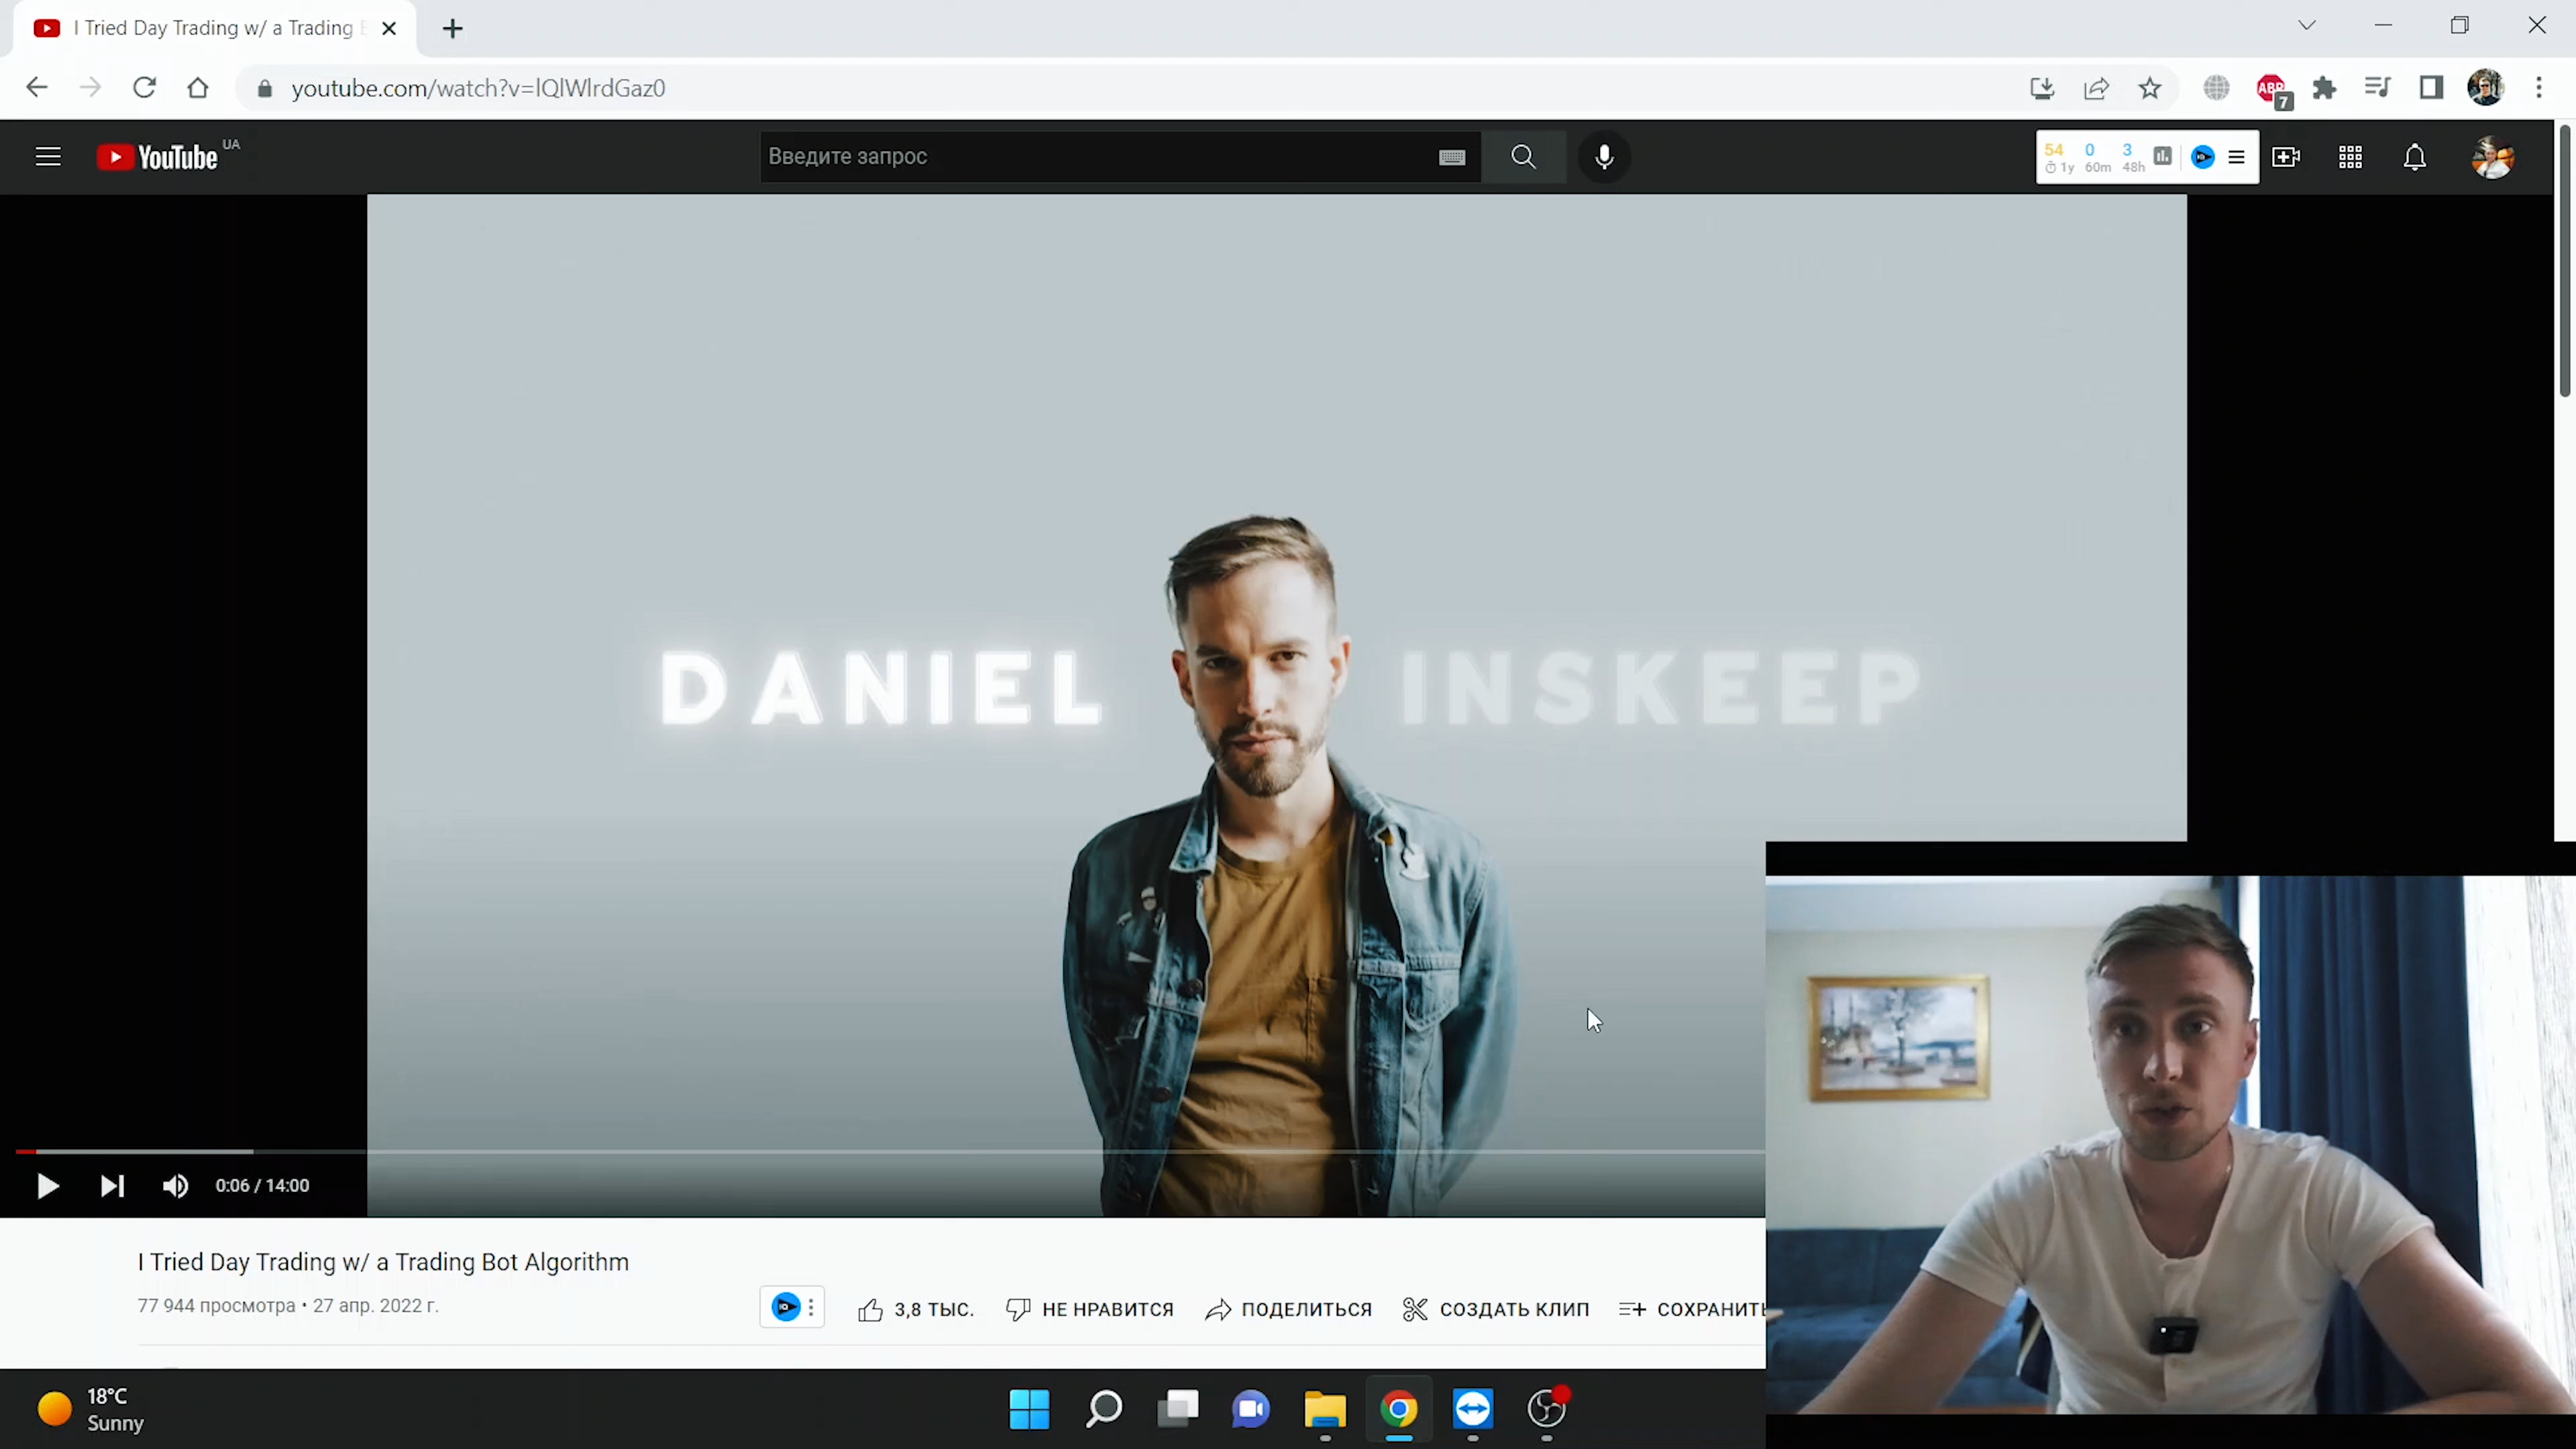 I Tried Day Trading w/ a Trading
youtube.com/watch?v=lQlWlrdGaz0
ABP
7
YouTube UA
Введите запрос
54 0 3
1y 60m 48h
DANIEL INSKEEP
0:06 / 14:00
I Tried Day Trading w/ a Trading Bot Algorithm
77 944 просмотра • 27 апр. 2022 г.
3,8 ТЫС.
НЕ НРАВИТСЯ
ПОДЕЛИТЬСЯ
СОЗДАТЬ КЛИП
СОХРАНИТЬ
18°C
Sunny